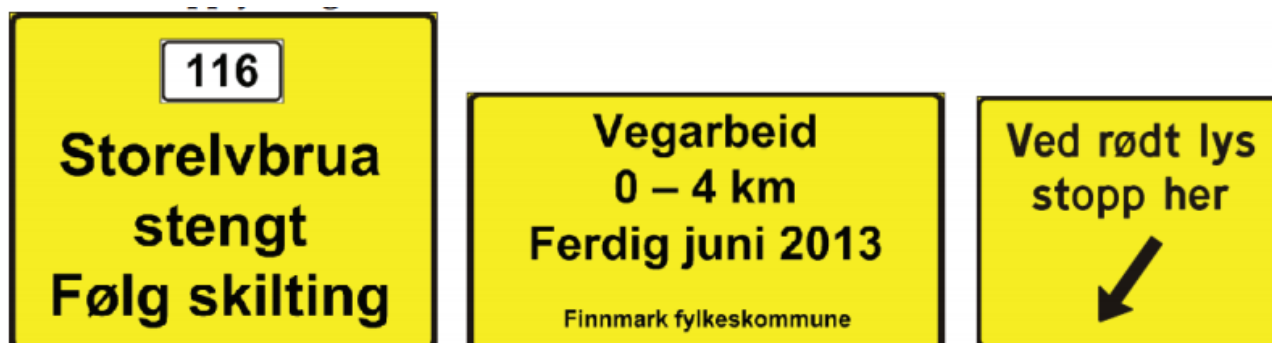 116
Storelvbrua
stengt
Følg skilting
Vegarbeid
0 – 4 km
Ferdig juni 2013
Finnmark fylkeskommune
Ved rødt lys
stopp her